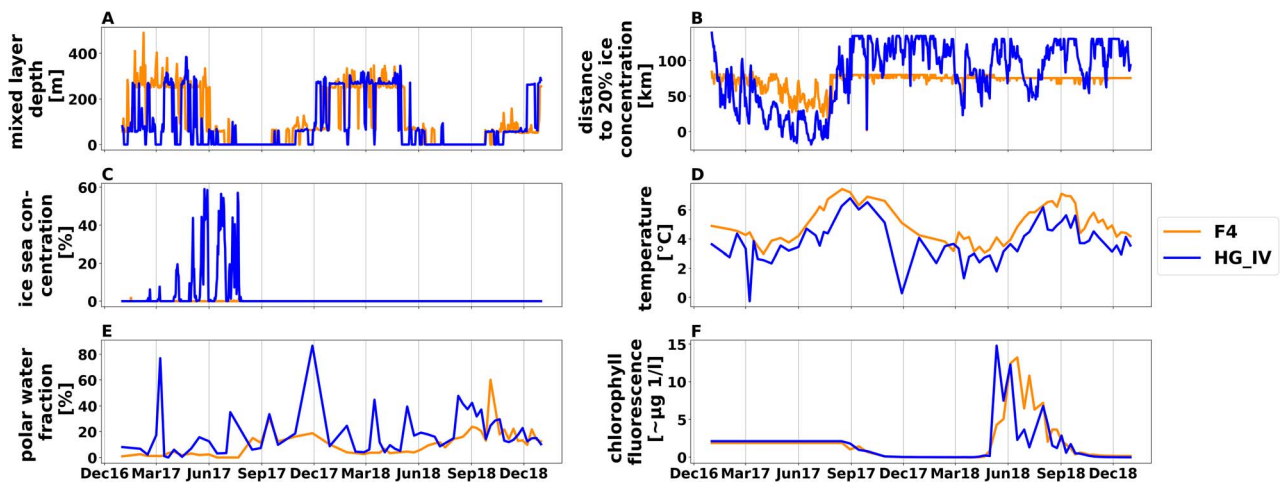 A
mixed layer
depth
[m]
400
200
0
B
distance
to 20% ice
concentration
[km]
100
50
0
C
ice sea con-
centration
[%]
60
40
20
0
D
temperature
[°C]
6
4
2
0
F4
HG_IV
E
polar water
fraction
[%]
80
60
40
20
0
Dec16 Mar17 Jun17 Sep17 Dec17 Mar18 Jun18 Sep18 Dec18
F
chlorophyll
fluorescence
[~µg 1/l]
15
10
5
0
Dec16 Mar17 Jun17 Sep17 Dec17 Mar18 Jun18 Sep18 Dec18